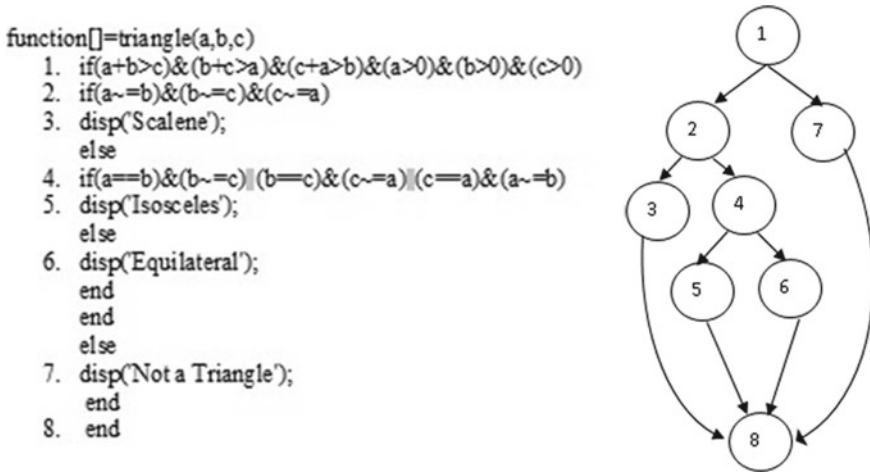 function[]=triangle(a,b,c)
1. if(a+b>c)&(b+c>a)&(c+a>b)&(a>0)&(b>0)&(c>0)
2. if(a~=b)&(b~=c)&(c~=a)
3. disp('Scalene');
else
4. if(a==b)&(b~=c)||(b==c)&(c~=a)||(c==a)&(a~=b)
5. disp('Isosceles');
else
6. disp('Equilateral');
end
end
else
7. disp('Not a Triangle');
end
8. end
1
2
7
3
4
5
6
8